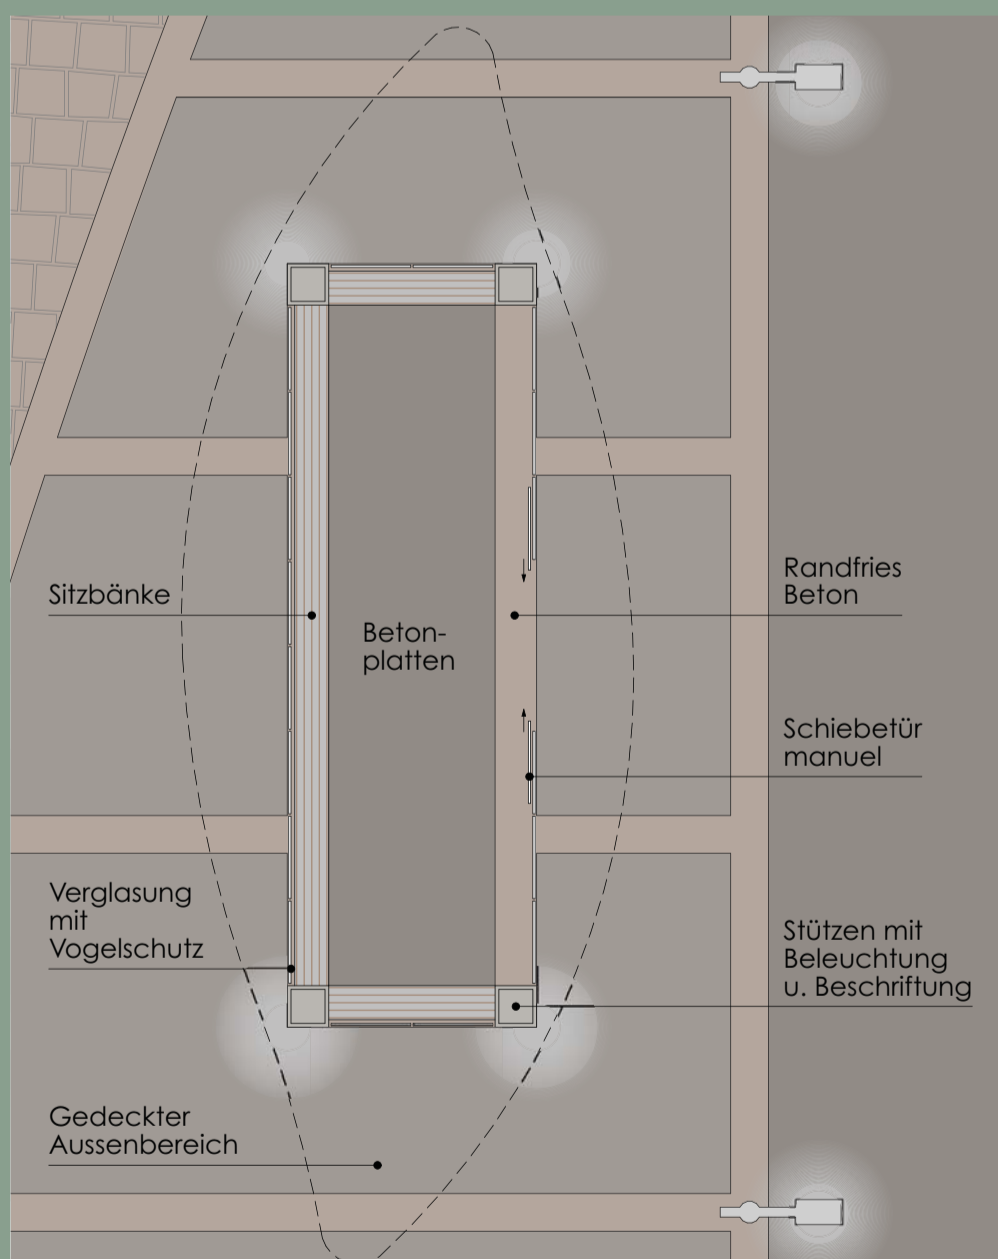 Sitzbänke
Beton-
platten
Randfries
Beton
Schiebetür
manuel
Verglasung
mit
Vogelschutz
Stützen mit
Beleuchtung
u. Beschriftung
Gedeckter
Aussenbereich